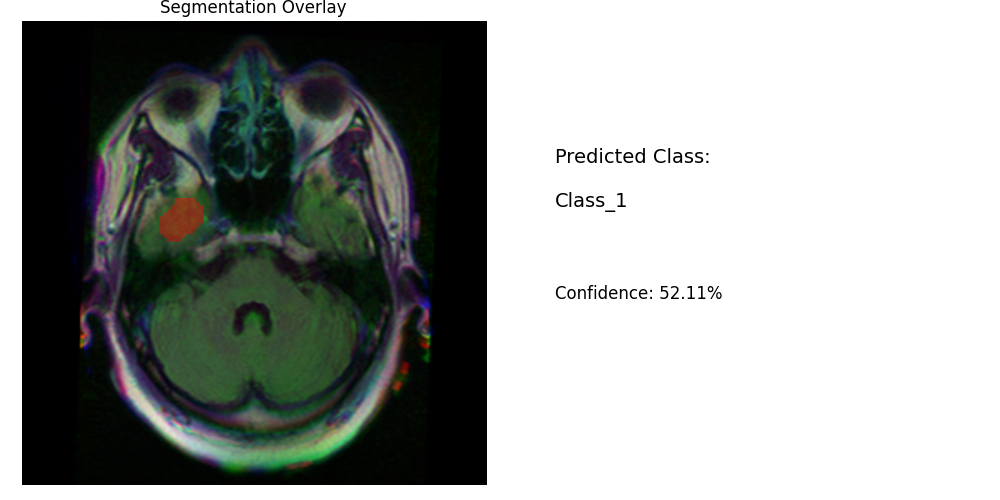 Segmentation Overlay
Predicted Class:
Class_1
Confidence: 52.11%